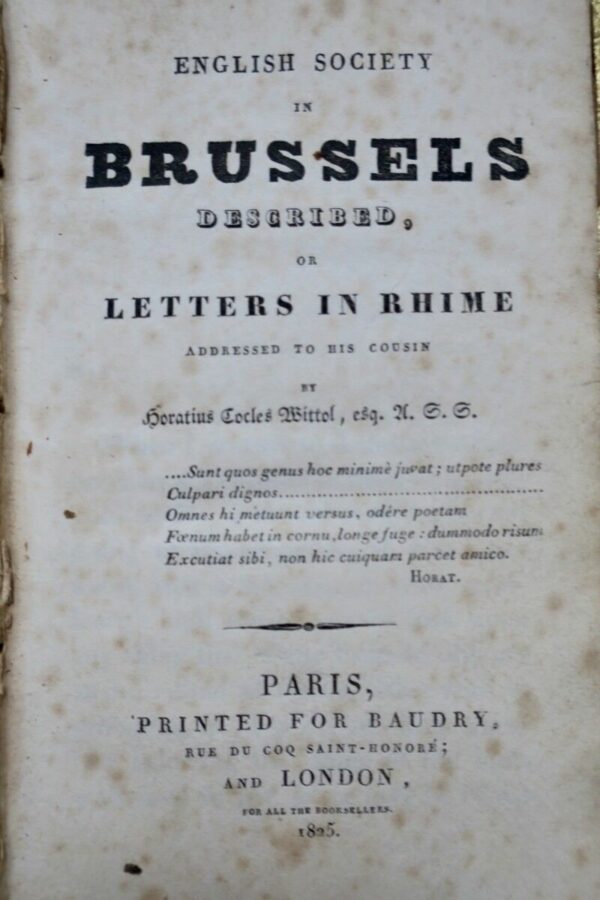 ENGLISH SOCIETY
IN
BRUSSELS
DESCRIBED,
OR
LETTERS IN RHIME
ADDRESSED TO HIS COUSIN
BY
Horatius Cocles Wittol, esq. A. S. S.
....Sunt quos genus hoc minimè juvat; utpote plures
Culpari dignos................................................
Omnes hi metuunt versus, odére poetam
Fœnum habet in cornu, longe fuge: dummodo risum
Excutiat sibi, non hic cuiquam parcet amico.
HORAT.
PARIS,
PRINTED FOR BAUDRY,
RUE DU COQ SAINT-HONORÉ;
AND LONDON,
FOR ALL THE BOOKSELLERS.
1825.